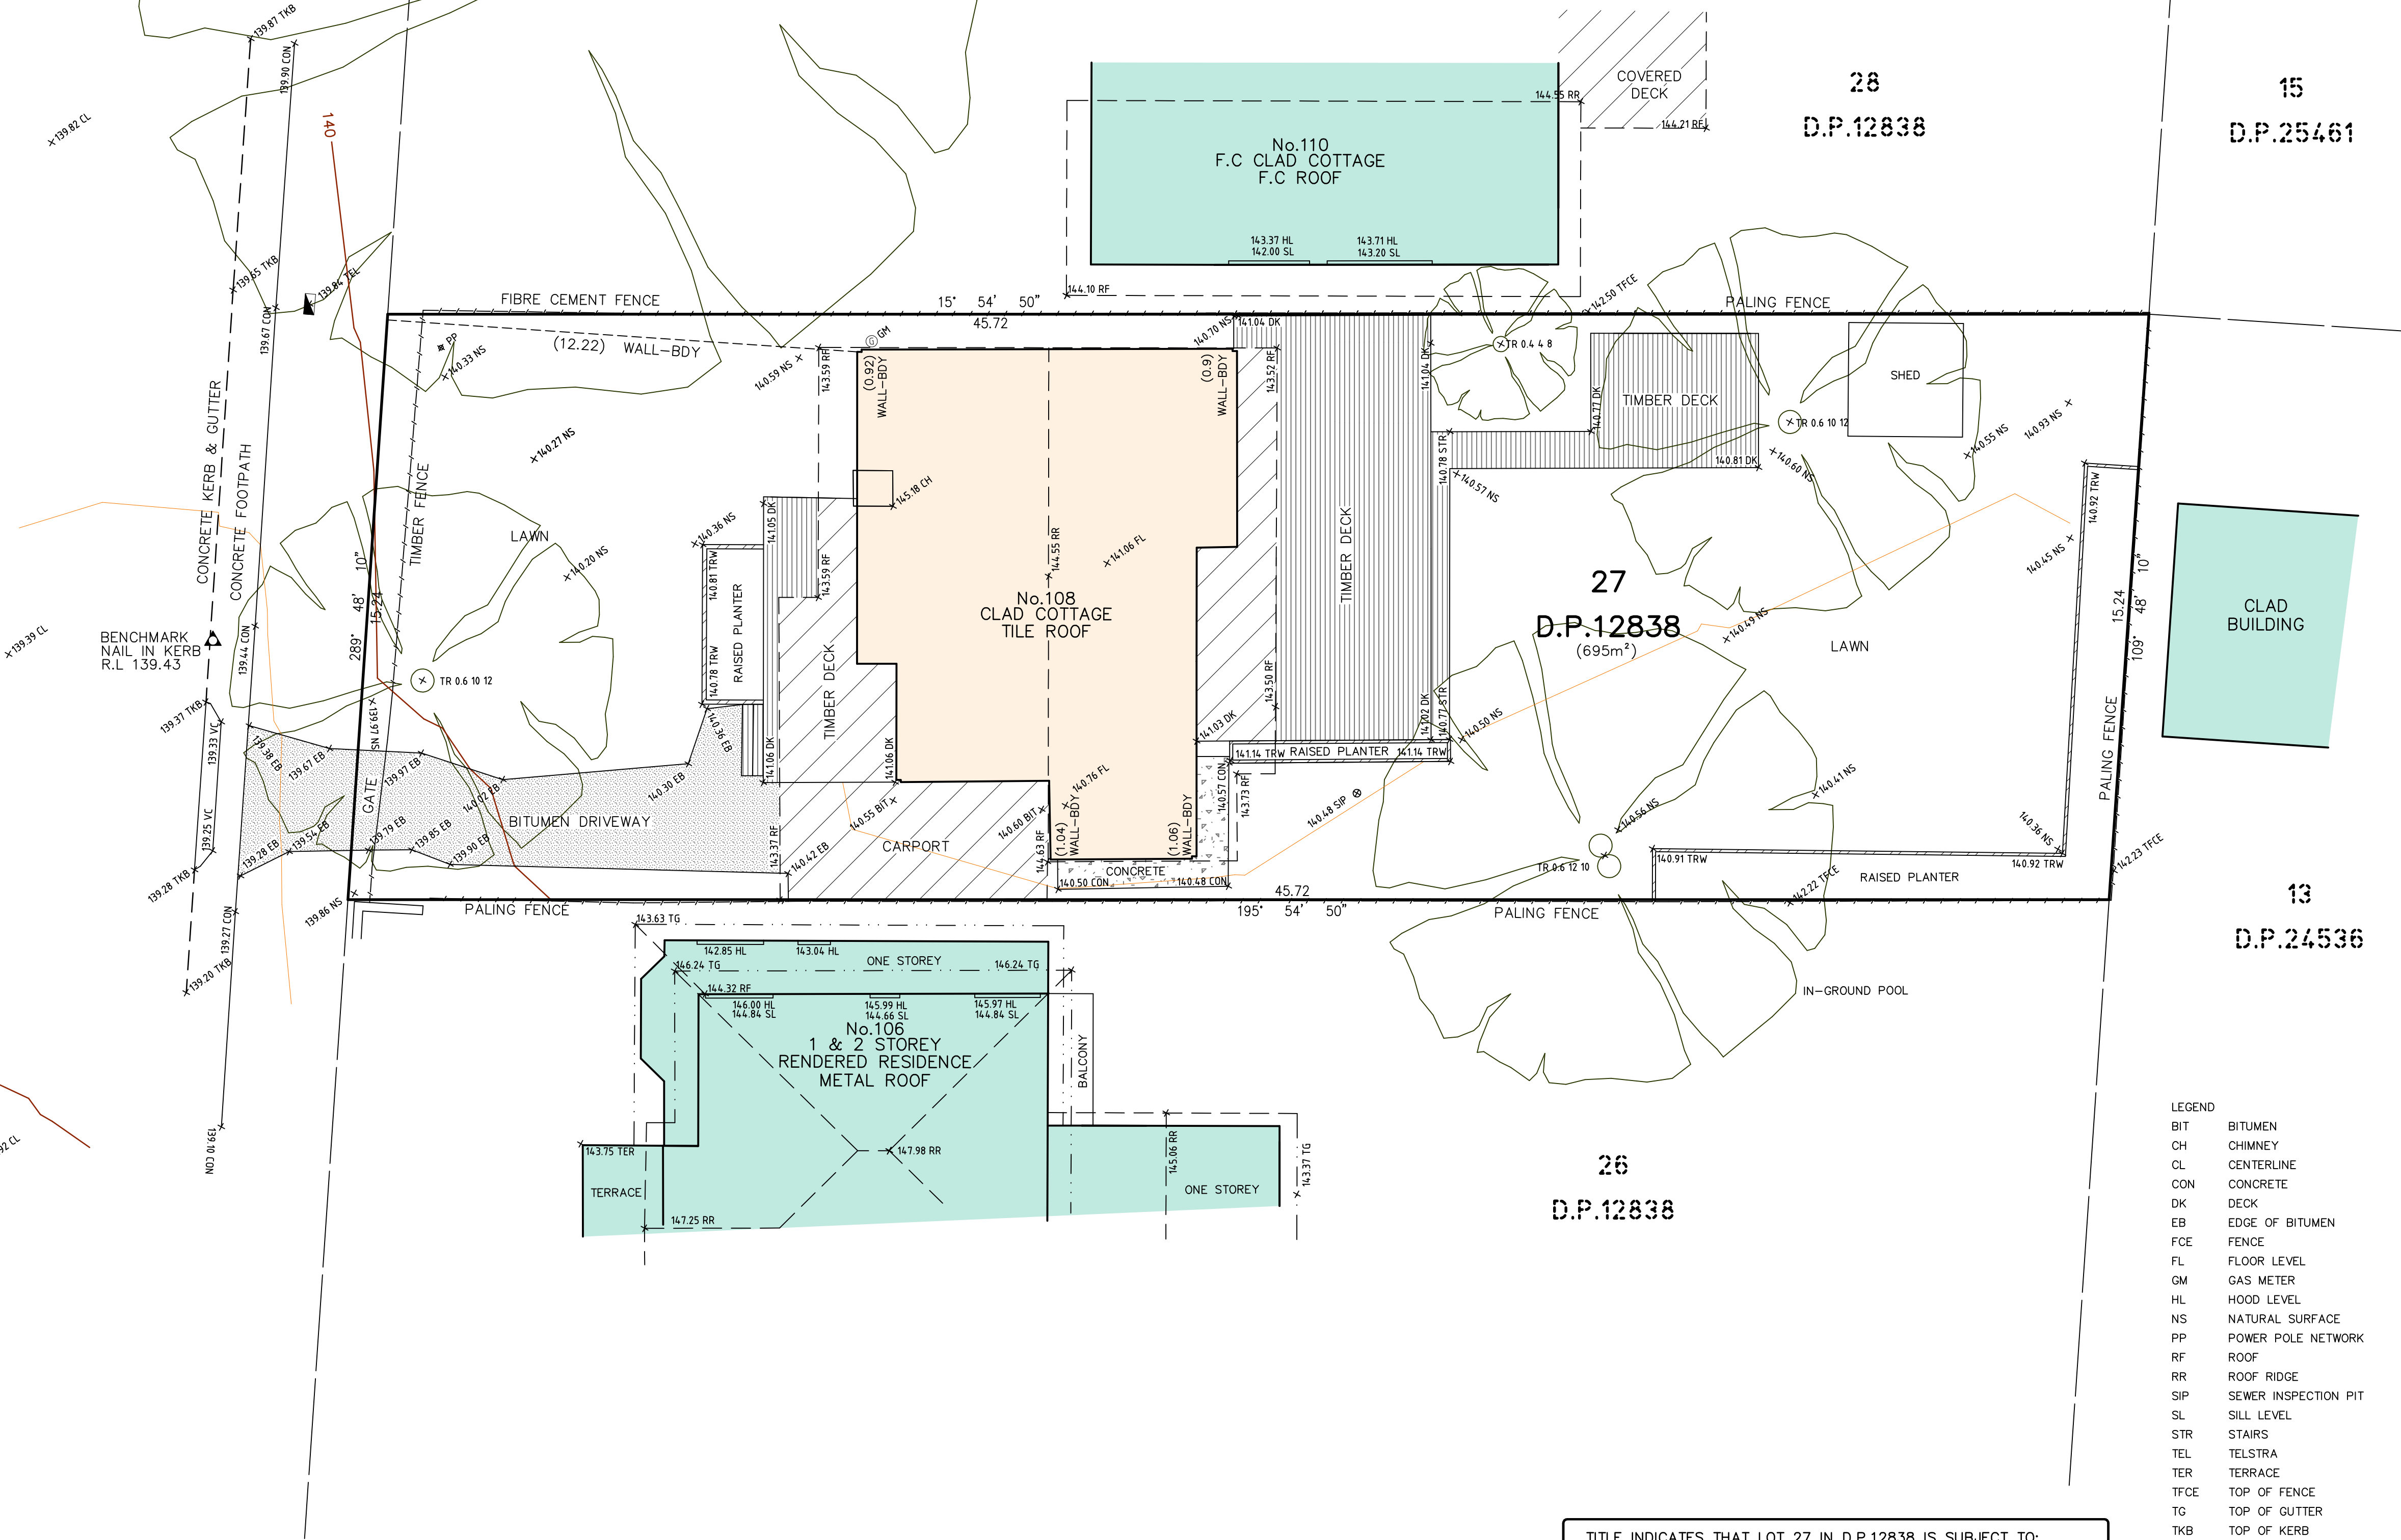 139.87 TKB
139.90 CON
139.82 CL
140
COVERED
DECK
144.55 RR
144.21 RF
28
D.P.12838
15
D.P.25461
No.110
F.C CLAD COTTAGE
F.C ROOF
143.37 HL
142.00 SL
143.71 HL
143.20 SL
144.10 RF
139.65 TKB
139.84 TEL
139.67 CON
FIBRE CEMENT FENCE
15° 54' 50"
45.72
142.50 TFCE
PALING FENCE
PP
140.33 NS
(12.22) WALL-BDY
140.59 NS
143.59 RF
G GM
(0.92)
WALL-BDY
(0.9)
WALL-BDY
140.70 NS
141.04 DK
143.52 RF
141.04 DK
TR 0.4 4 8
140.77 DK
TIMBER DECK
TR 0.6 10 12
SHED
140.93 NS
140.55 NS
140.60 NS
140.81 DK
140.78 STR
140.57 NS
140.27 NS
CONCRETE KERB & GUTTER
CONCRETE FOOTPATH
TIMBER FENCE
LAWN
140.20 NS
140.36 NS
140.81 TRW
140.78 TRW
RAISED PLANTER
141.05 DK
143.59 RF
145.18 CH
144.55 RR
141.06 FL
No.108
CLAD COTTAGE
TILE ROOF
TIMBER DECK
TIMBER DECK
27
D.P.12838
(695m²)
140.49 NS
LAWN
140.45 NS
140.92 TRW
15.24
109° 48' 10"
PALING FENCE
CLAD
BUILDING
289° 48' 10"
15.24
139.39 CL
BENCHMARK
NAIL IN KERB
R.L 139.43
139.44 CON
TR 0.6 10 12
139.97 NS
139.37 TKB
139.33 VC
139.25 VC
139.38 EB
139.67 EB
139.97 EB
140.02 EB
140.30 EB
140.36 EB
141.06 DK
141.06 DK
143.50 RF
141.03 DK
141.02 DK
140.77 STR
140.50 NS
141.14 TRW RAISED PLANTER 141.14 TRW
GATE
BITUMEN DRIVEWAY
139.28 EB
139.54 EB
139.79 EB
139.85 EB
139.90 EB
139.28 TKB
139.27 CON
139.86 NS
143.37 RF
140.42 EB
140.55 BIT
CARPORT
140.60 BIT
144.63 RF
140.76 FL
(1.04)
WALL-BDY
(1.06)
WALL-BDY
140.57 CON
143.73 RF
CONCRETE
140.50 CON
140.48 CON
140.48 SIP
140.41 NS
140.56 NS
TR 0.6 12 10
140.91 TRW
140.36 NS
140.92 TRW
RAISED PLANTER
142.23 TFCE
142.22 TFCE
45.72
195° 54' 50"
PALING FENCE
PALING FENCE
13
D.P.24536
139.20 TKB
139.10 CON
143.63 TG
142.85 HL
143.04 HL
ONE STOREY
146.24 TG
146.24 TG
144.32 RF
146.00 HL
144.84 SL
145.99 HL
144.66 SL
145.97 HL
144.84 SL
No.106
1 & 2 STOREY
RENDERED RESIDENCE
METAL ROOF
BALCONY
IN-GROUND POOL
143.75 TER
TERRACE
147.98 RR
147.25 RR
145.06 RR
143.37 TG
ONE STOREY
26
D.P.12838
92 CL
LEGEND
BIT BITUMEN
CH CHIMNEY
CL CENTERLINE
CON CONCRETE
DK DECK
EB EDGE OF BITUMEN
FCE FENCE
FL FLOOR LEVEL
GM GAS METER
HL HOOD LEVEL
NS NATURAL SURFACE
PP POWER POLE NETWORK
RF ROOF
RR ROOF RIDGE
SIP SEWER INSPECTION PIT
SL SILL LEVEL
STR STAIRS
TEL TELSTRA
TER TERRACE
TFCE TOP OF FENCE
TG TOP OF GUTTER
TKB TOP OF KERB
TITLE INDICATES THAT LOT 27 IN D.P.12838 IS SUBJECT TO: